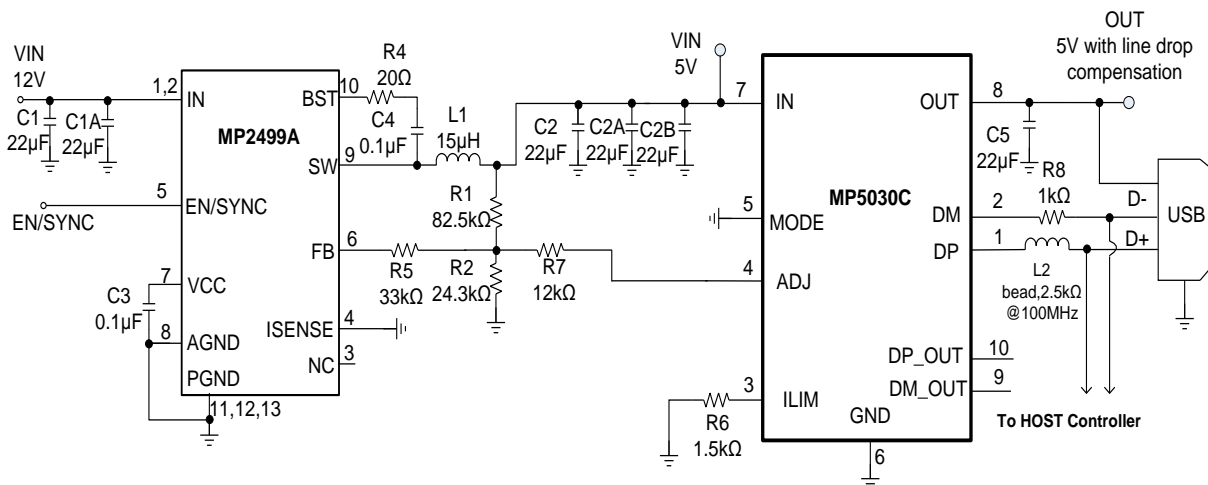 VIN
12V
C1
22µF
C1A
22µF
EN/SYNC
C3
0.1µF
1,2
5
7
8
11,12,13
MP2499A
IN
EN/SYNC
VCC
AGND
PGND
BST
SW
FB
ISENSE
NC
10
9
6
4
3
R4
20Ω
C4
0.1µF
L1
15µH
R1
82.5kΩ
R5
33kΩ
R2
24.3kΩ
R7
12kΩ
C2
22µF
C2A
22µF
C2B
22µF
VIN
5V
7
5
4
3
R6
1.5kΩ
MP5030C
IN
MODE
ADJ
ILIM
GND
6
OUT
DM
DP
DP_OUT
DM_OUT
8
2
1
10
9
OUT
5V with line drop
compensation
C5
22µF
R8
1kΩ
L2
bead,2.5kΩ
@100MHz
D-
D+
USB
To HOST Controller